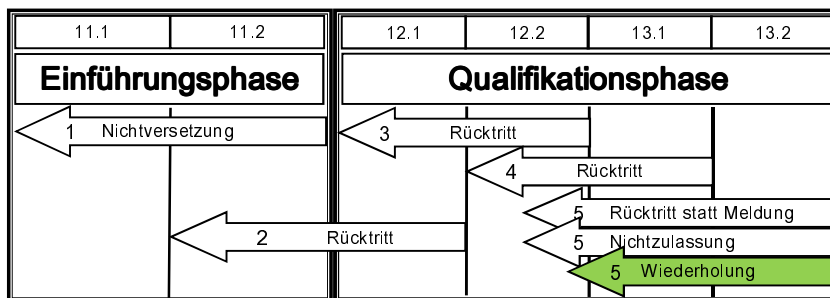 11.1 11.2 12.1 12.2 13.1 13.2
Einführungsphase Qualifikationsphase
1 Nichtversetzung 3 Rücktritt
4 Rücktritt
5 Rücktritt statt Meldung
2 Rücktritt 5 Nichtzulassung
5 Wiederholung